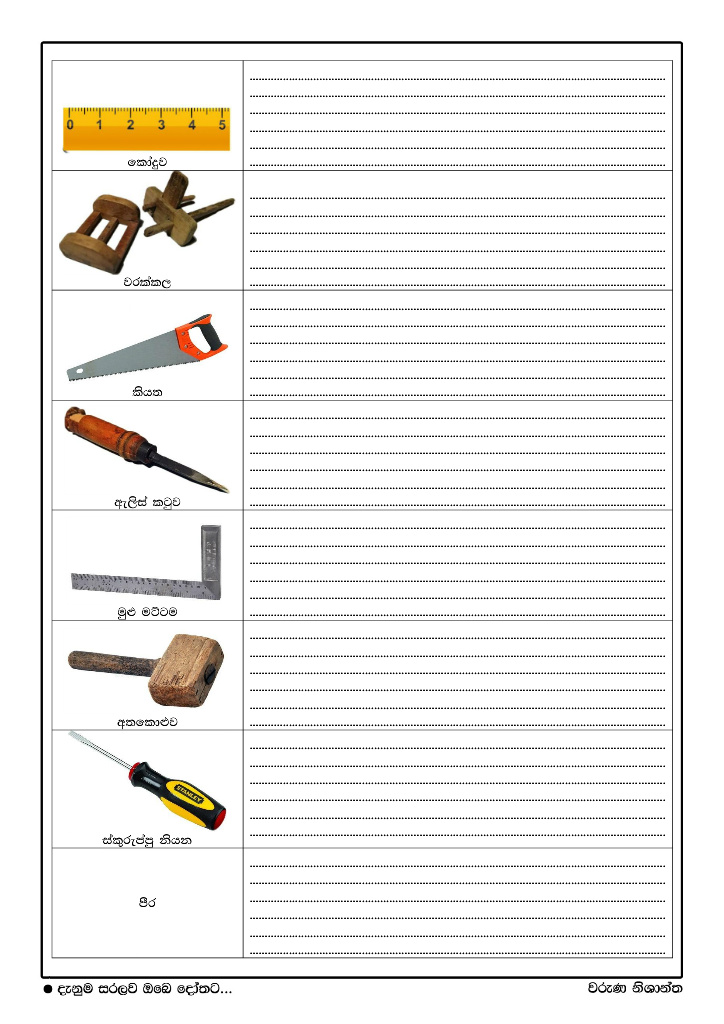 0 1 2 3 4 5
කෝදුව
වරක්කල
කියත
ඇලිස් කටුව
මුළු මට්ටම
අතකොළුව
STANLEY
ස්කුරුප්පු නියන
පීර
● දැනුම සරලව ඔබෙ දෝතට...
වරුණ නිශාන්ත